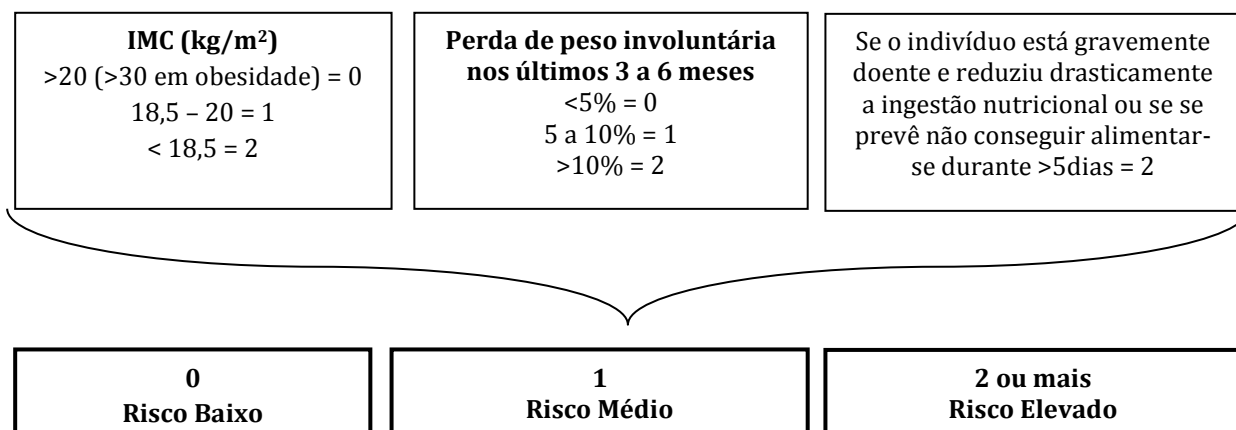 IMC (kg/m²)
>20 (>30 em obesidade) = 0
18,5 – 20 = 1
< 18,5 = 2
Perda de peso involuntária
nos últimos 3 a 6 meses
<5% = 0
5 a 10% = 1
>10% = 2
Se o indivíduo está gravemente
doente e reduziu drasticamente
a ingestão nutricional ou se se
prevê não conseguir alimentar-
se durante >5dias = 2
0
Risco Baixo
1
Risco Médio
2 ou mais
Risco Elevado